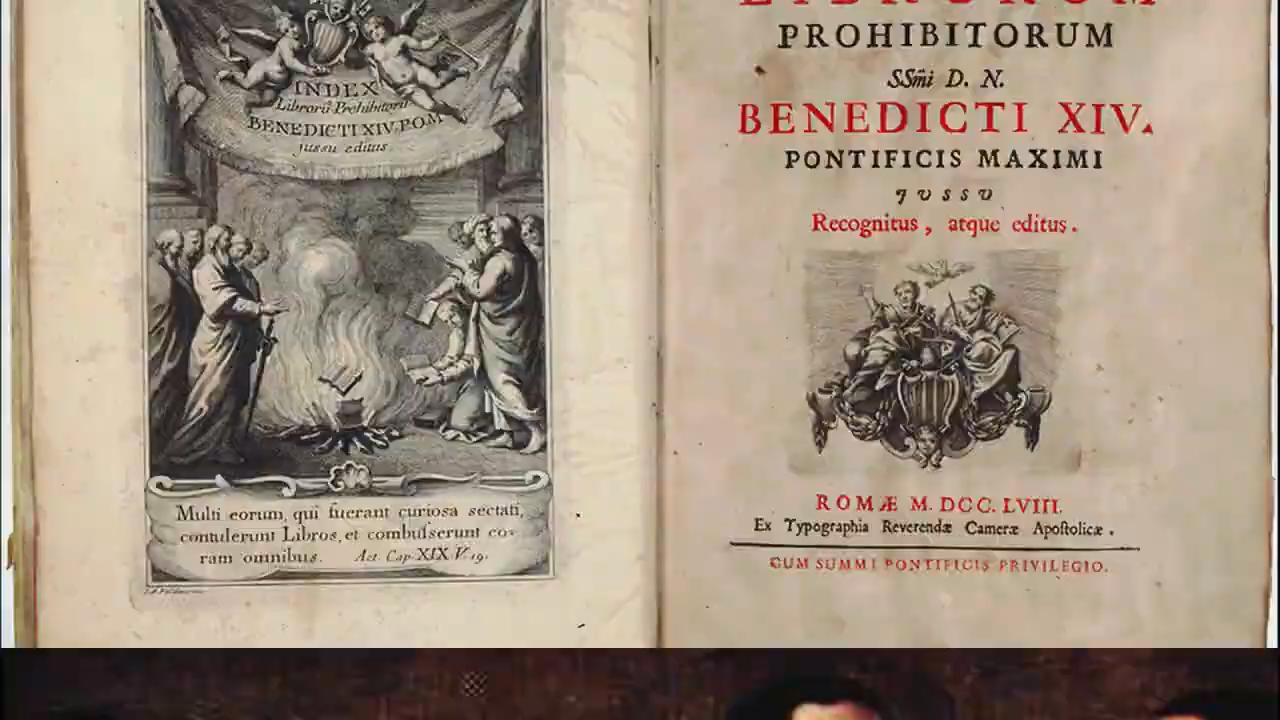 INDEX
Librorũ Prohibitorũ
BENEDICTI XIV. P.O.M
jussu editus.
Multi eorum, qui fuerant curiosa sectati,
contulerunt Libros, et combusserunt co-
ram omnibus. Act. Cap. XIX. V. 19.
LIBRORUM
PROHIBITORUM
SSm̃i D. N.
BENEDICTI XIV.
PONTIFICIS MAXIMI
JUSSU
Recognitus, atque editus.
ROMÆ M. DCC. LVIII.
Ex Typographia Reverendæ Cameræ Apostolicæ.
CUM SUMMI PONTIFICIS PRIVILEGIO.